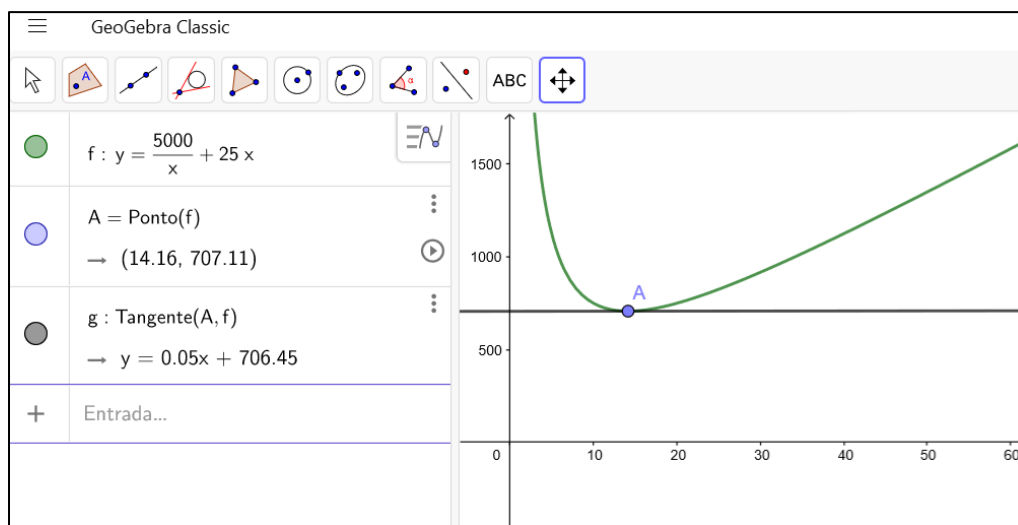 GeoGebra Classic
A
α
ABC
f : y = 5000/x + 25 x
A = Ponto(f)
→ (14.16, 707.11)
g : Tangente(A, f)
→ y = 0.05x + 706.45
+ Entrada...
1500
1000
A
500
0 10 20 30 40 50 60